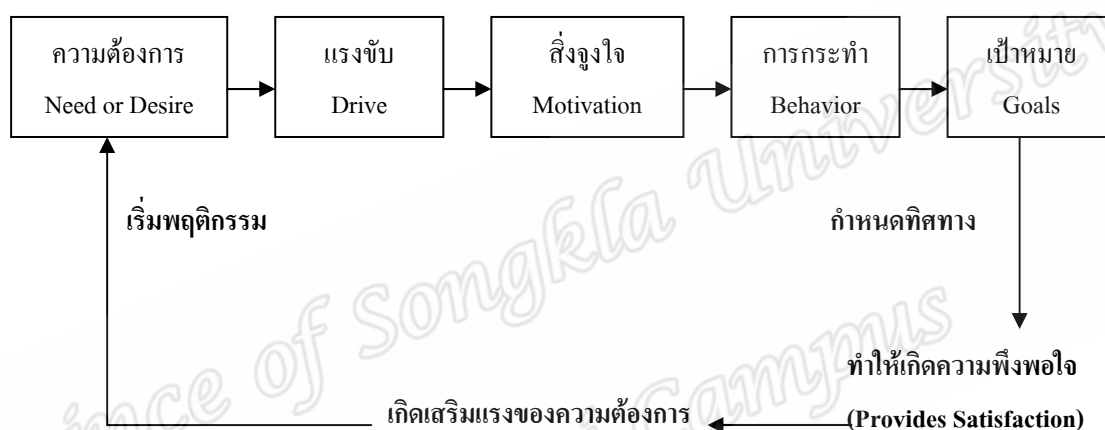 ความต้องการ
Need or Desire
แรงขับ
Drive
สิ่งจูงใจ
Motivation
การกระทำ
Behavior
เป้าหมาย
Goals
เริ่มพฤติกรรม
กำหนดทิศทาง
ทำให้เกิดความพึงพอใจ
(Provides Satisfaction)
เกิดเสริมแรงของความต้องการ
ince of Songkla University
Campus